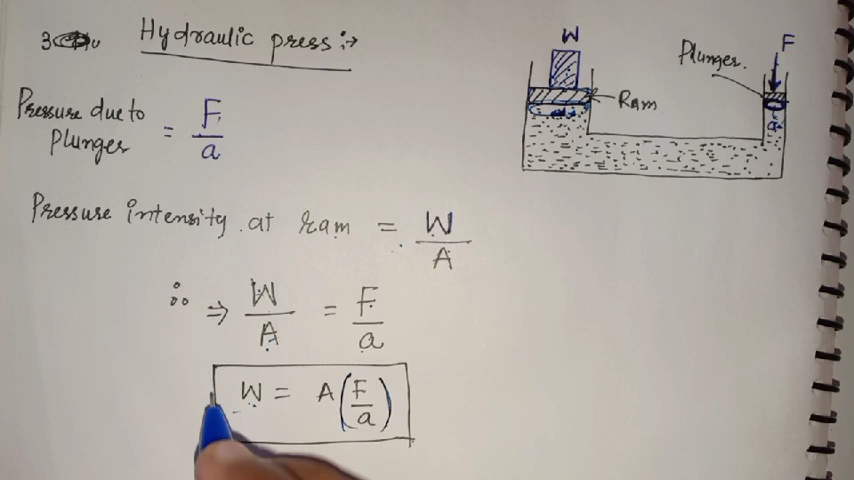 Hydraulic press :→
Pressure due to
Plunger
= F/a
Pressure intensity at ram = W/A
∴ ⇒ W/A = F/a
W = A(F/a)
W
Ram
Plunger.
F
a